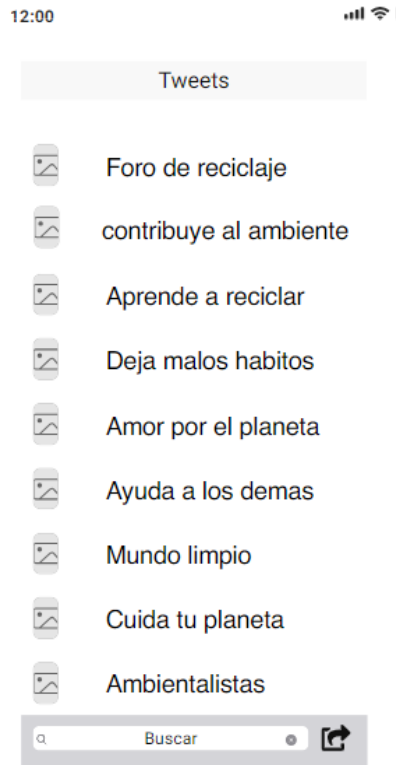 12:00
Tweets
Foro de reciclaje
contribuye al ambiente
Aprende a reciclar
Deja malos habitos
Amor por el planeta
Ayuda a los demas
Mundo limpio
Cuida tu planeta
Ambientalistas
Buscar